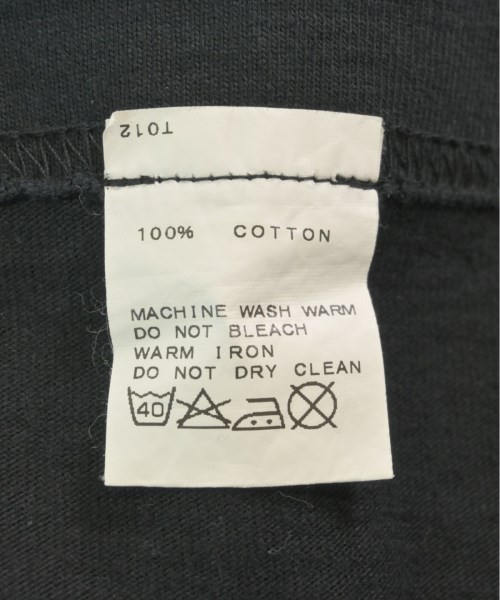 T012
100% COTTON
MACHINE WASH WARM
DO NOT BLEACH
WARM IRON
DO NOT DRY CLEAN
40